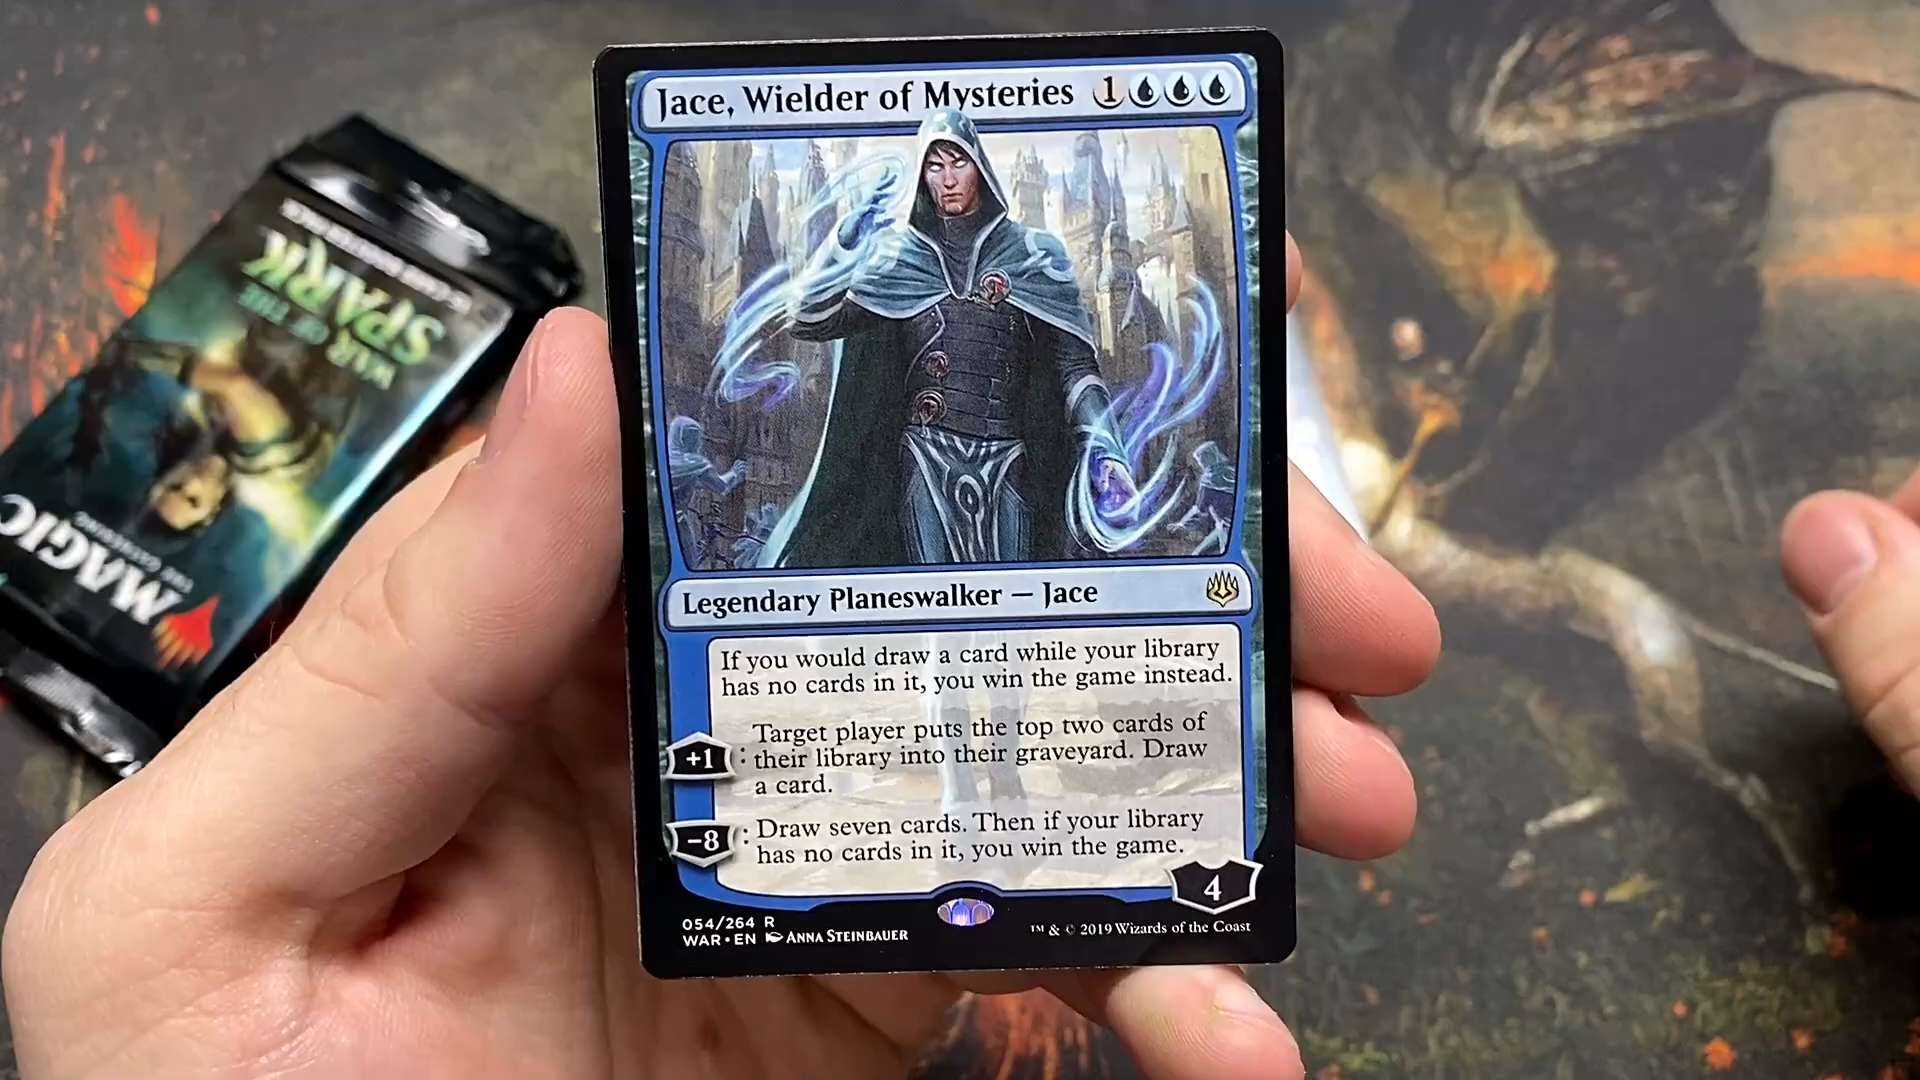 Jace, Wielder of Mysteries 1
Legendary Planeswalker — Jace
If you would draw a card while your library
has no cards in it, you win the game instead.
+1 : Target player puts the top two cards of
their library into their graveyard. Draw
a card.
-8 : Draw seven cards. Then if your library
has no cards in it, you win the game.
4
054/264 R
WAR • EN ANNA STEINBAUER
™ & © 2019 Wizards of the Coast
WAR OF THE
SPARK
MAGIC
THE GATHERING